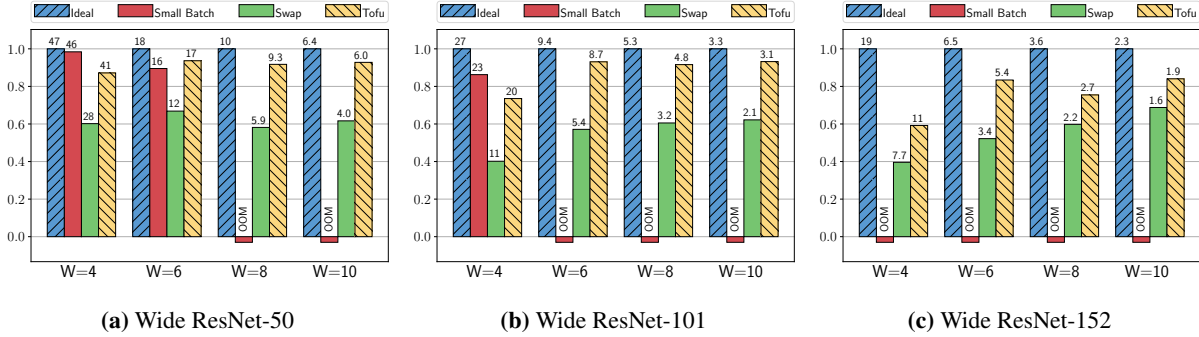 Ideal Small Batch Swap Tofu
1.0
0.8
0.6
0.4
0.2
0.0
47 46 28 41
18 16 12 17
10 OOM 5.9 9.3
6.4 OOM 4.0 6.0
W=4 W=6 W=8 W=10
(a) Wide ResNet-50
Ideal Small Batch Swap Tofu
1.0
0.8
0.6
0.4
0.2
0.0
27 23 11 20
9.4 OOM 5.4 8.7
5.3 OOM 3.2 4.8
3.3 OOM 2.1 3.1
W=4 W=6 W=8 W=10
(b) Wide ResNet-101
Ideal Small Batch Swap Tofu
1.0
0.8
0.6
0.4
0.2
0.0
19 OOM 7.7 11
6.5 OOM 3.4 5.4
3.6 OOM 2.2 2.7
2.3 OOM 1.6 1.9
W=4 W=6 W=8 W=10
(c) Wide ResNet-152